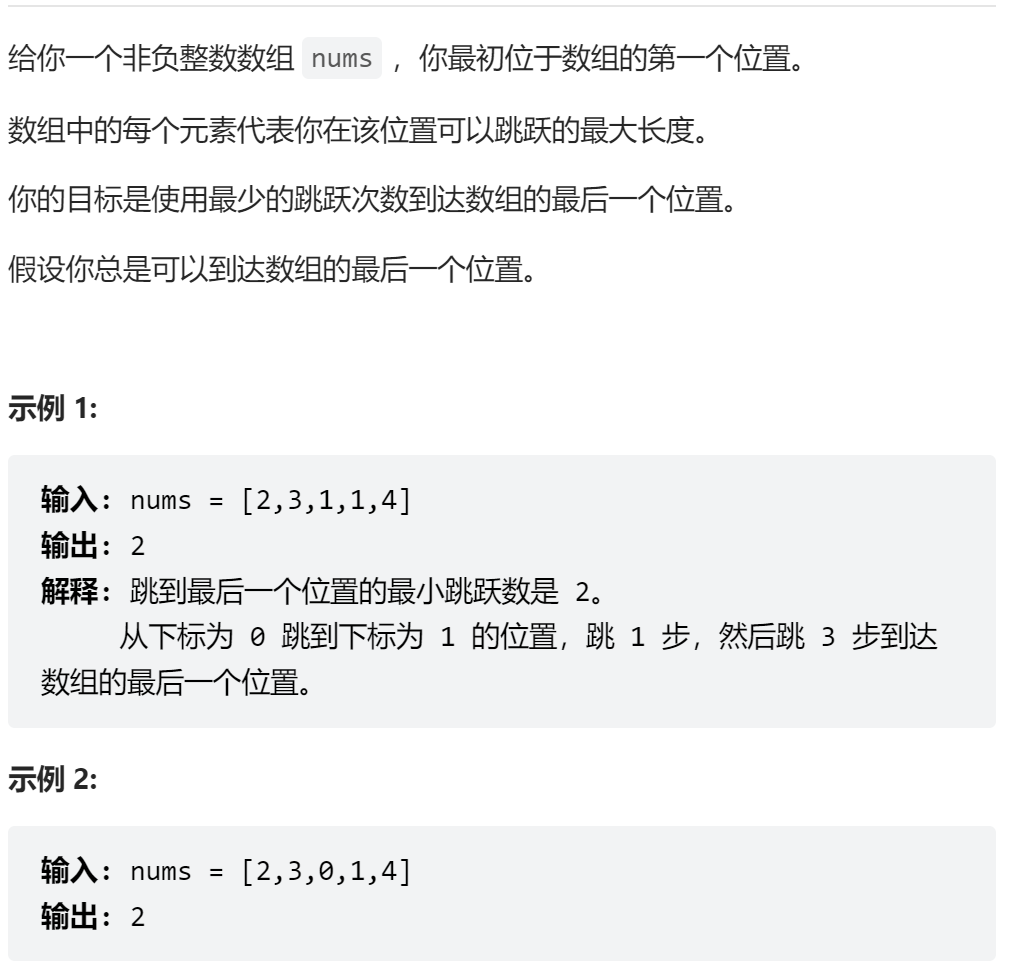 给你一个非负整数数组 nums ，你最初位于数组的第一个位置。
数组中的每个元素代表你在该位置可以跳跃的最大长度。
你的目标是使用最少的跳跃次数到达数组的最后一个位置。
假设你总是可以到达数组的最后一个位置。
示例 1:
输入: nums = [2,3,1,1,4]
输出: 2
解释: 跳到最后一个位置的最小跳跃数是 2。
从下标为 0 跳到下标为 1 的位置，跳 1 步，然后跳 3 步到达
数组的最后一个位置。
示例 2:
输入: nums = [2,3,0,1,4]
输出: 2